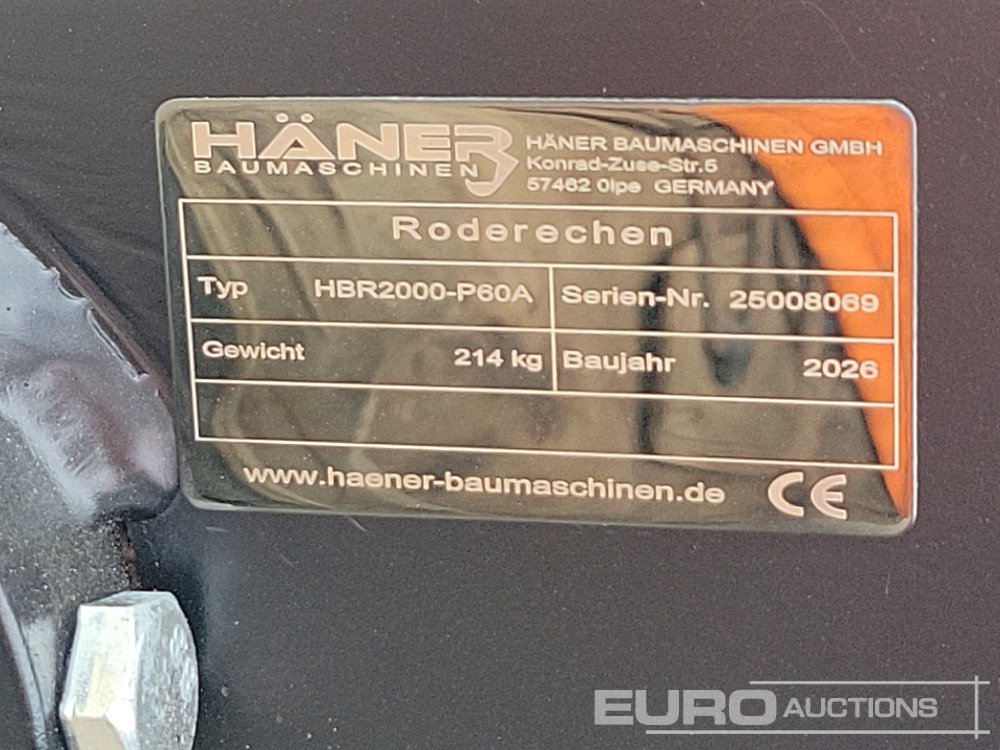 HÄNER
BAUMASCHINEN
HÄNER BAUMASCHINEN GMBH
Konrad-Zuse-Str.5
57462 Olpe GERMANY
Roderechen
Typ HBR2000-P60A Serien-Nr. 25008069
Gewicht 214 kg Baujahr 2026
www.haener-baumaschinen.de CE
EURO AUCTIONS